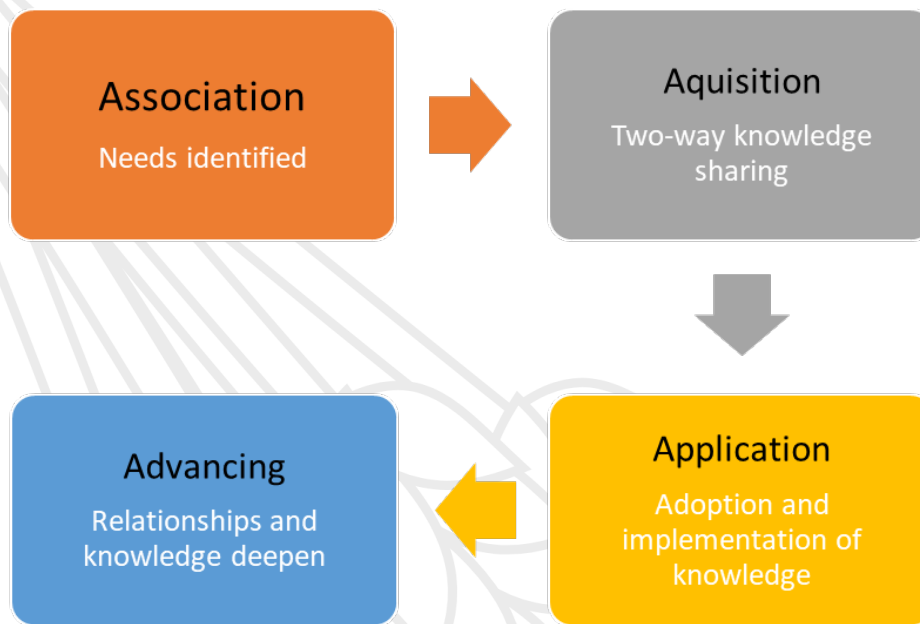 Association
Needs identified
Aquisition
Two-way knowledge
sharing
Application
Adoption and
implementation of
knowledge
Advancing
Relationships and
knowledge deepen